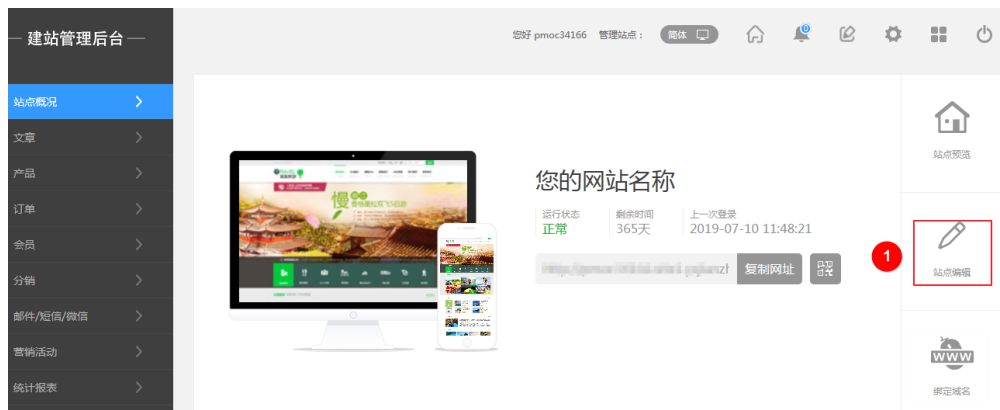 建站管理后台
您好 pmoc34166 管理站点： 简体
0
站点概况
文章
产品
订单
会员
分销
邮件/短信/微信
营销活动
统计报表
慢
您的网站名称
运行状态 剩余时间 上一次登录
正常 365天 2019-07-10 11:48:21
复制网址
站点预览
1
站点编辑
WWW
绑定域名